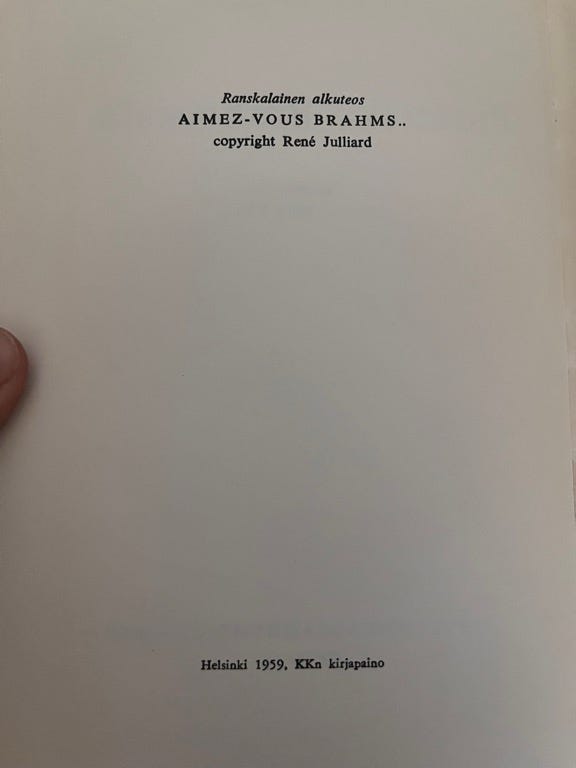 Ranskalainen alkuteos
AIMEZ-VOUS BRAHMS..
copyright René Julliard
Helsinki 1959, KKn kirjapaino